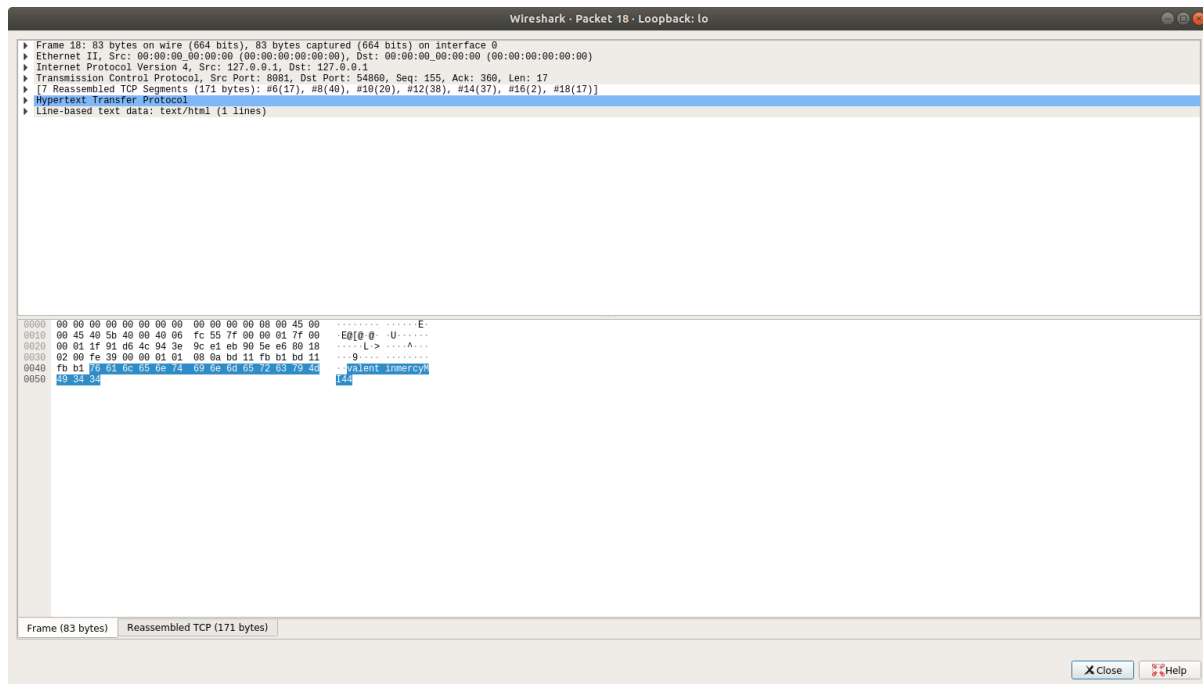 Wireshark · Packet 18 · Loopback: lo
Frame 18: 83 bytes on wire (664 bits), 83 bytes captured (664 bits) on interface 0
Ethernet II, Src: 00:00:00_00:00:00 (00:00:00:00:00:00), Dst: 00:00:00_00:00:00 (00:00:00:00:00:00)
Internet Protocol Version 4, Src: 127.0.0.1, Dst: 127.0.0.1
Transmission Control Protocol, Src Port: 8081, Dst Port: 54860, Seq: 155, Ack: 360, Len: 17
[7 Reassembled TCP Segments (171 bytes): #6(17), #8(40), #10(20), #12(38), #14(37), #16(2), #18(17)]
Hypertext Transfer Protocol
Line-based text data: text/html (1 lines)
0000 00 00 00 00 00 00 00 00 00 00 00 00 08 00 45 00 ········ ······E·
0010 00 45 40 5b 40 00 40 06 fc 55 7f 00 00 01 7f 00 ·E@[@·@· ·U······
0020 00 01 1f 91 d6 4c 94 3e 9c e1 eb 90 5e e6 80 18 ·····L·> ····^···
0030 02 00 fe 39 00 00 01 01 08 0a bd 11 fb b1 bd 11 ···9···· ········
0040 fb b1 76 61 6c 65 6e 74 69 6e 6d 65 72 63 79 4d ··valent inmercyM
0050 49 34 34 I44
Frame (83 bytes) Reassembled TCP (171 bytes)
Close Help